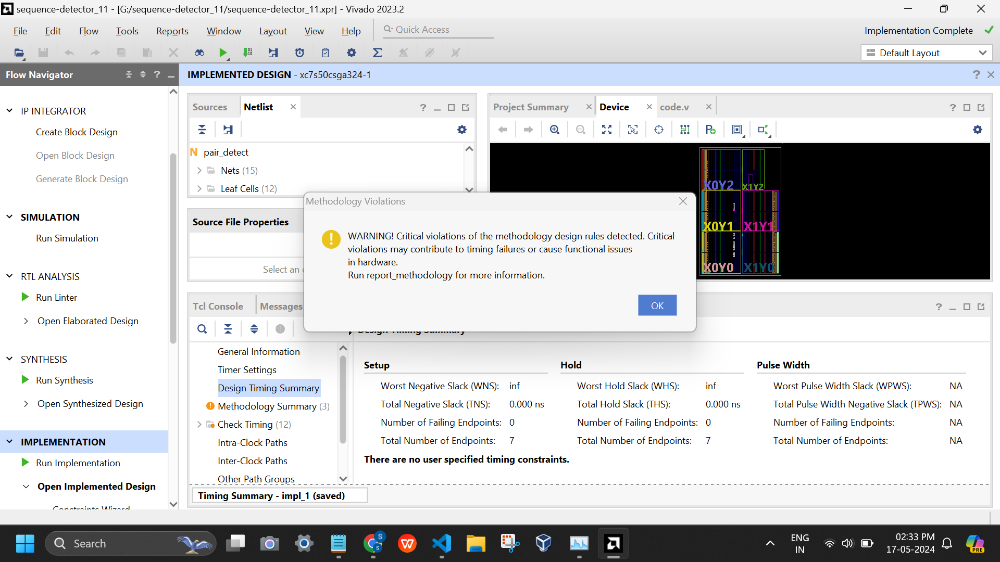 sequence-detector_11 - [G:/sequence-detector_11/sequence-detector_11.xpr] - Vivado 2023.2
File Edit Flow Tools Reports Window Layout View Help Quick Access
Implementation Complete
Default Layout
Flow Navigator
IP INTEGRATOR
Create Block Design
Open Block Design
Generate Block Design
SIMULATION
Run Simulation
RTL ANALYSIS
Run Linter
Open Elaborated Design
SYNTHESIS
Run Synthesis
Open Synthesized Design
IMPLEMENTATION
Run Implementation
Open Implemented Design
Constraints Wizard
IMPLEMENTED DESIGN - xc7s50csga324-1
Sources Netlist
N pair_detect
Nets (15)
Leaf Cells (12)
Source File Properties
Select an
Project Summary Device code.v
X0Y2 X1Y2
X0Y1 X1Y1
X0Y0 X1Y0
Methodology Violations
WARNING! Critical violations of the methodology design rules detected. Critical
violations may contribute to timing failures or cause functional issues
in hardware.
Run report_methodology for more information.
OK
Tcl Console Messages
Design Timing Summary
General Information
Timer Settings
Design Timing Summary
Methodology Summary (3)
Check Timing (12)
Intra-Clock Paths
Inter-Clock Paths
Other Path Groups
Setup Hold Pulse Width
Worst Negative Slack (WNS): inf Worst Hold Slack (WHS): inf Worst Pulse Width Slack (WPWS): NA
Total Negative Slack (TNS): 0.000 ns Total Hold Slack (THS): 0.000 ns Total Pulse Width Negative Slack (TPWS): NA
Number of Failing Endpoints: 0 Number of Failing Endpoints: 0 Number of Failing Endpoints: NA
Total Number of Endpoints: 7 Total Number of Endpoints: 7 Total Number of Endpoints: NA
There are no user specified timing constraints.
Timing Summary - impl_1 (saved)
Search
ENG
IN
02:33 PM
17-05-2024
PRE